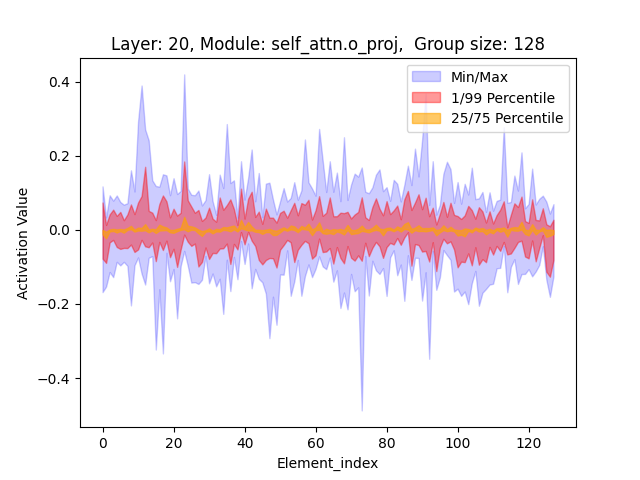 Layer: 20, Module: self_attn.o_proj,  Group size: 128
Min/Max
1/99 Percentile
25/75 Percentile
Activation Value
0.4
0.2
0.0
−0.2
−0.4
0 20 40 60 80 100 120
Element_index